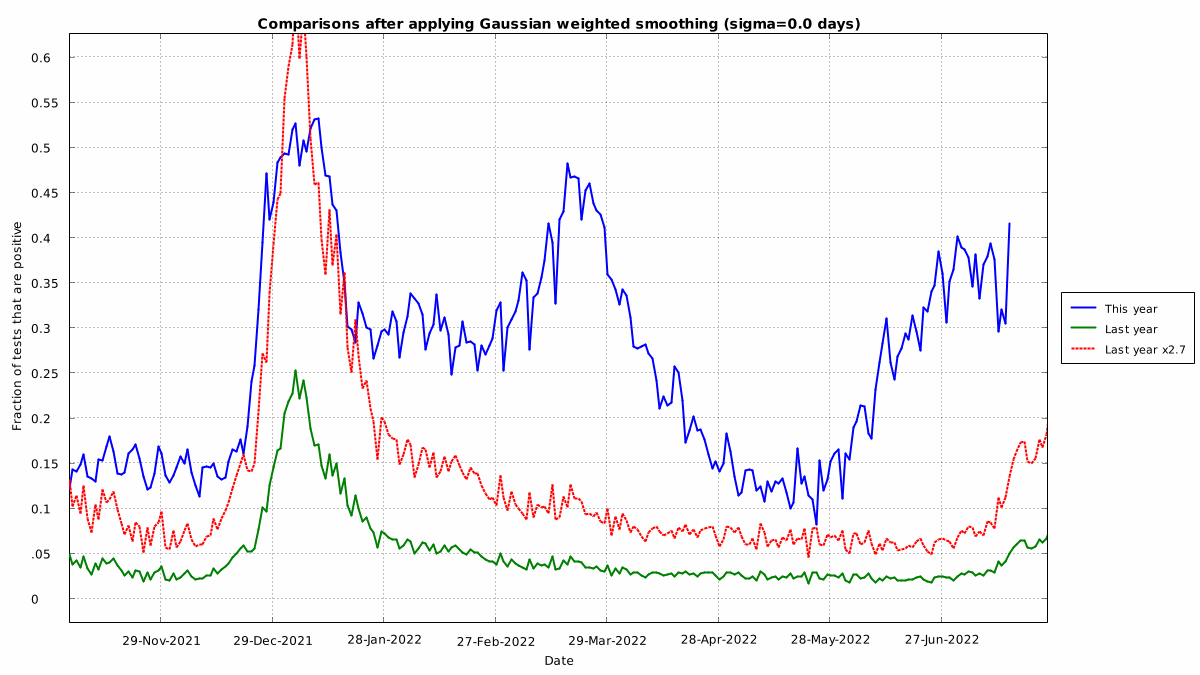 Comparisons after applying Gaussian weighted smoothing (sigma=0.0 days)
Fraction of tests that are positive
0.6
0.55
0.5
0.45
0.4
0.35
0.3
0.25
0.2
0.15
0.1
.05
0
29-Nov-2021
29-Dec-2021
28-Jan-2022
27-Feb-2022
29-Mar-2022
28-Apr-2022
28-May-2022
27-Jun-2022
Date
This year
Last year
Last year x2.7